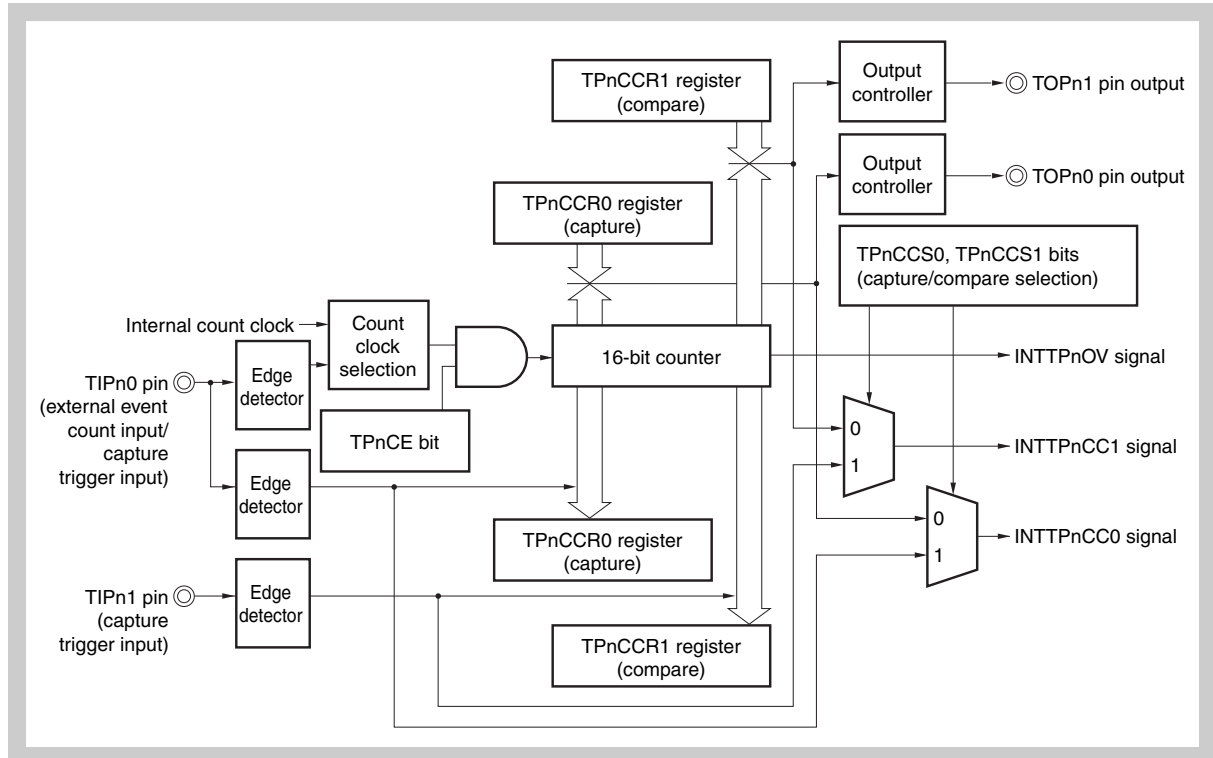 TPnCCR1 register
(compare)
Output
controller
TOPn1 pin output
Output
controller
TOPn0 pin output
TPnCCR0 register
(capture)
TPnCCS0, TPnCCS1 bits
(capture/compare selection)
Internal count clock
Count
clock
selection
16-bit counter
INTTPnOV signal
TIPn0 pin
(external event
count input/
capture
trigger input)
Edge
detector
TPnCE bit
0
1
INTTPnCC1 signal
Edge
detector
TPnCCR0 register
(capture)
0
1
INTTPnCC0 signal
TIPn1 pin
(capture
trigger input)
Edge
detector
TPnCCR1 register
(compare)